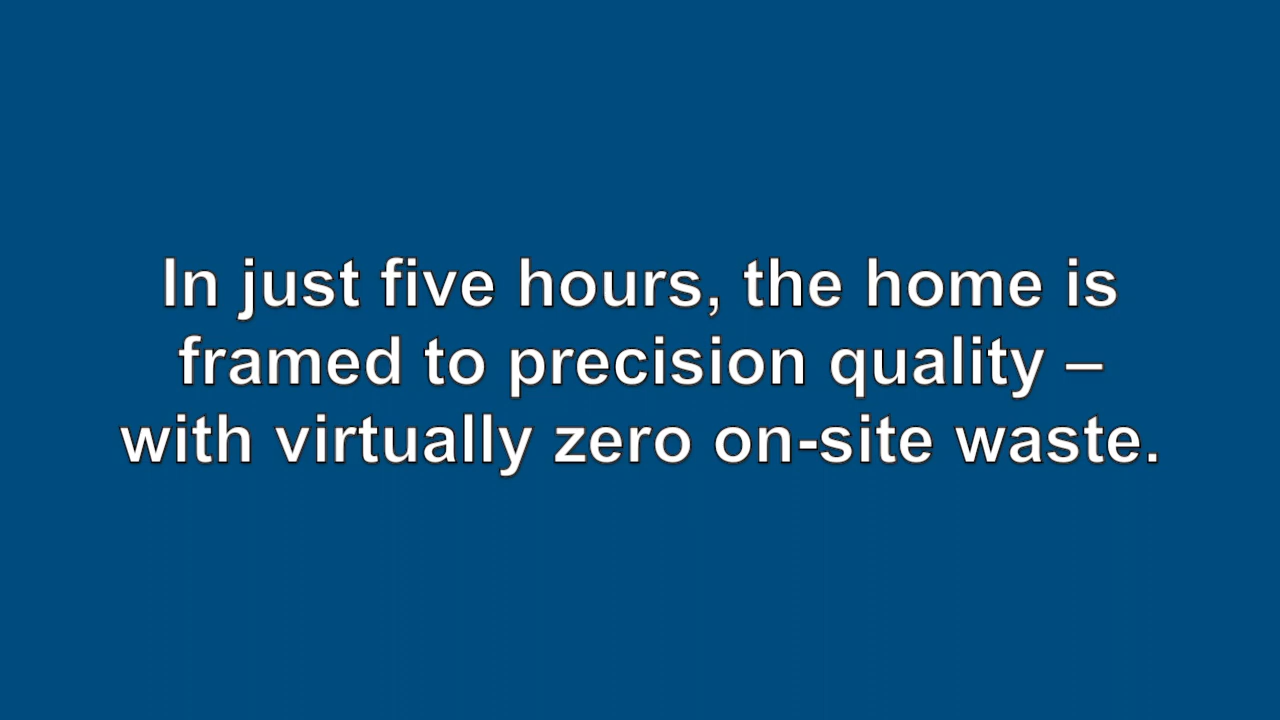 In just five hours, the home is
framed to precision quality –
with virtually zero on-site waste.